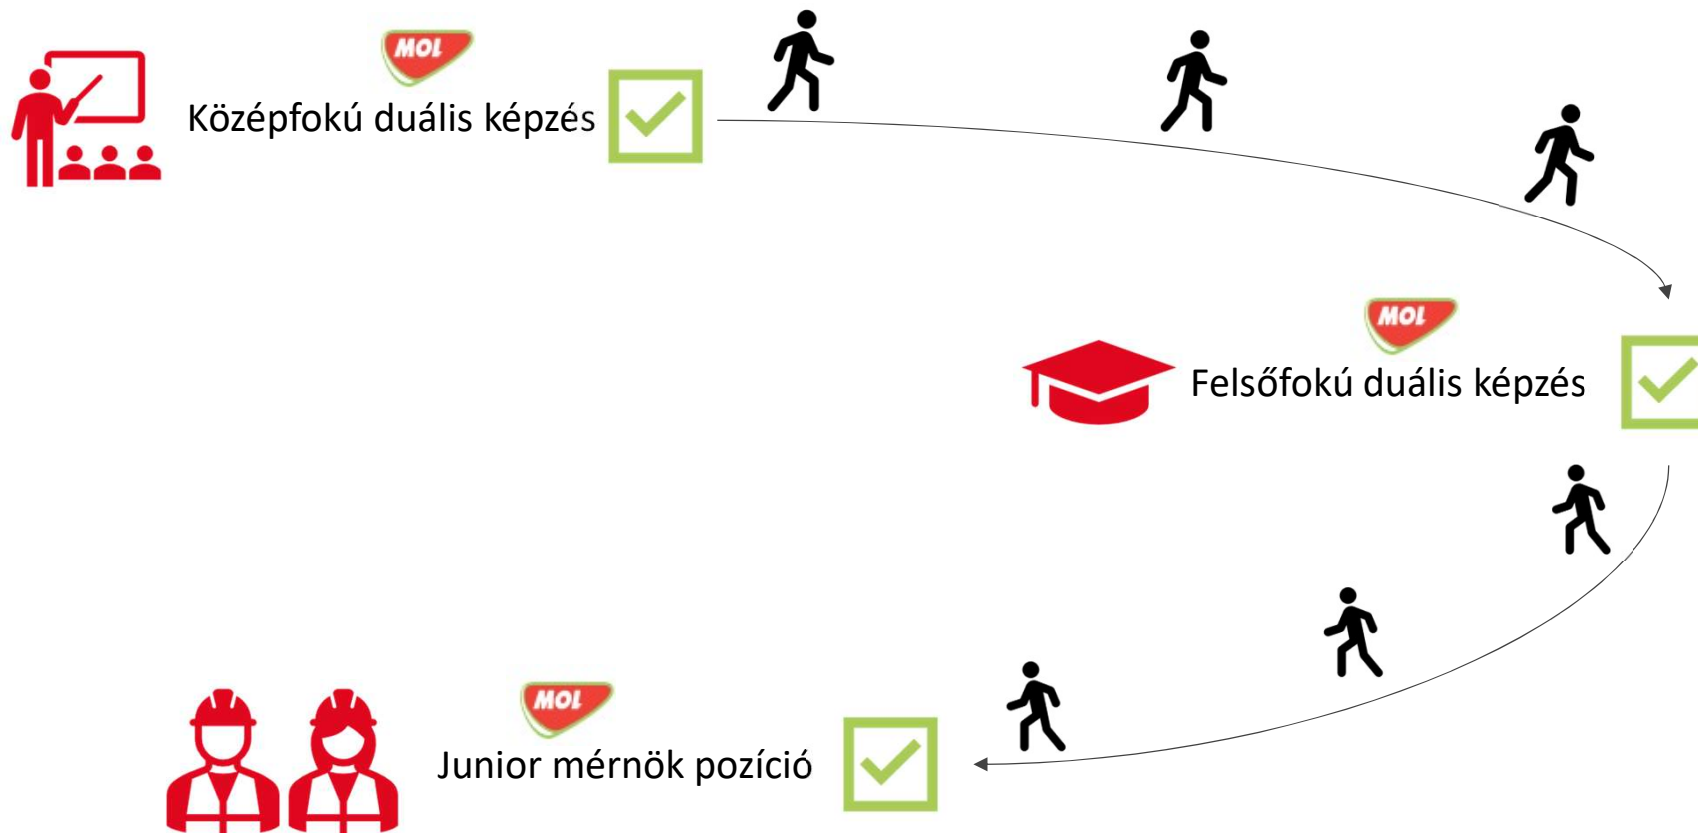 MOL
Középfokú duális képzés
MOL
Felsőfokú duális képzés
MOL
Junior mérnök pozíció